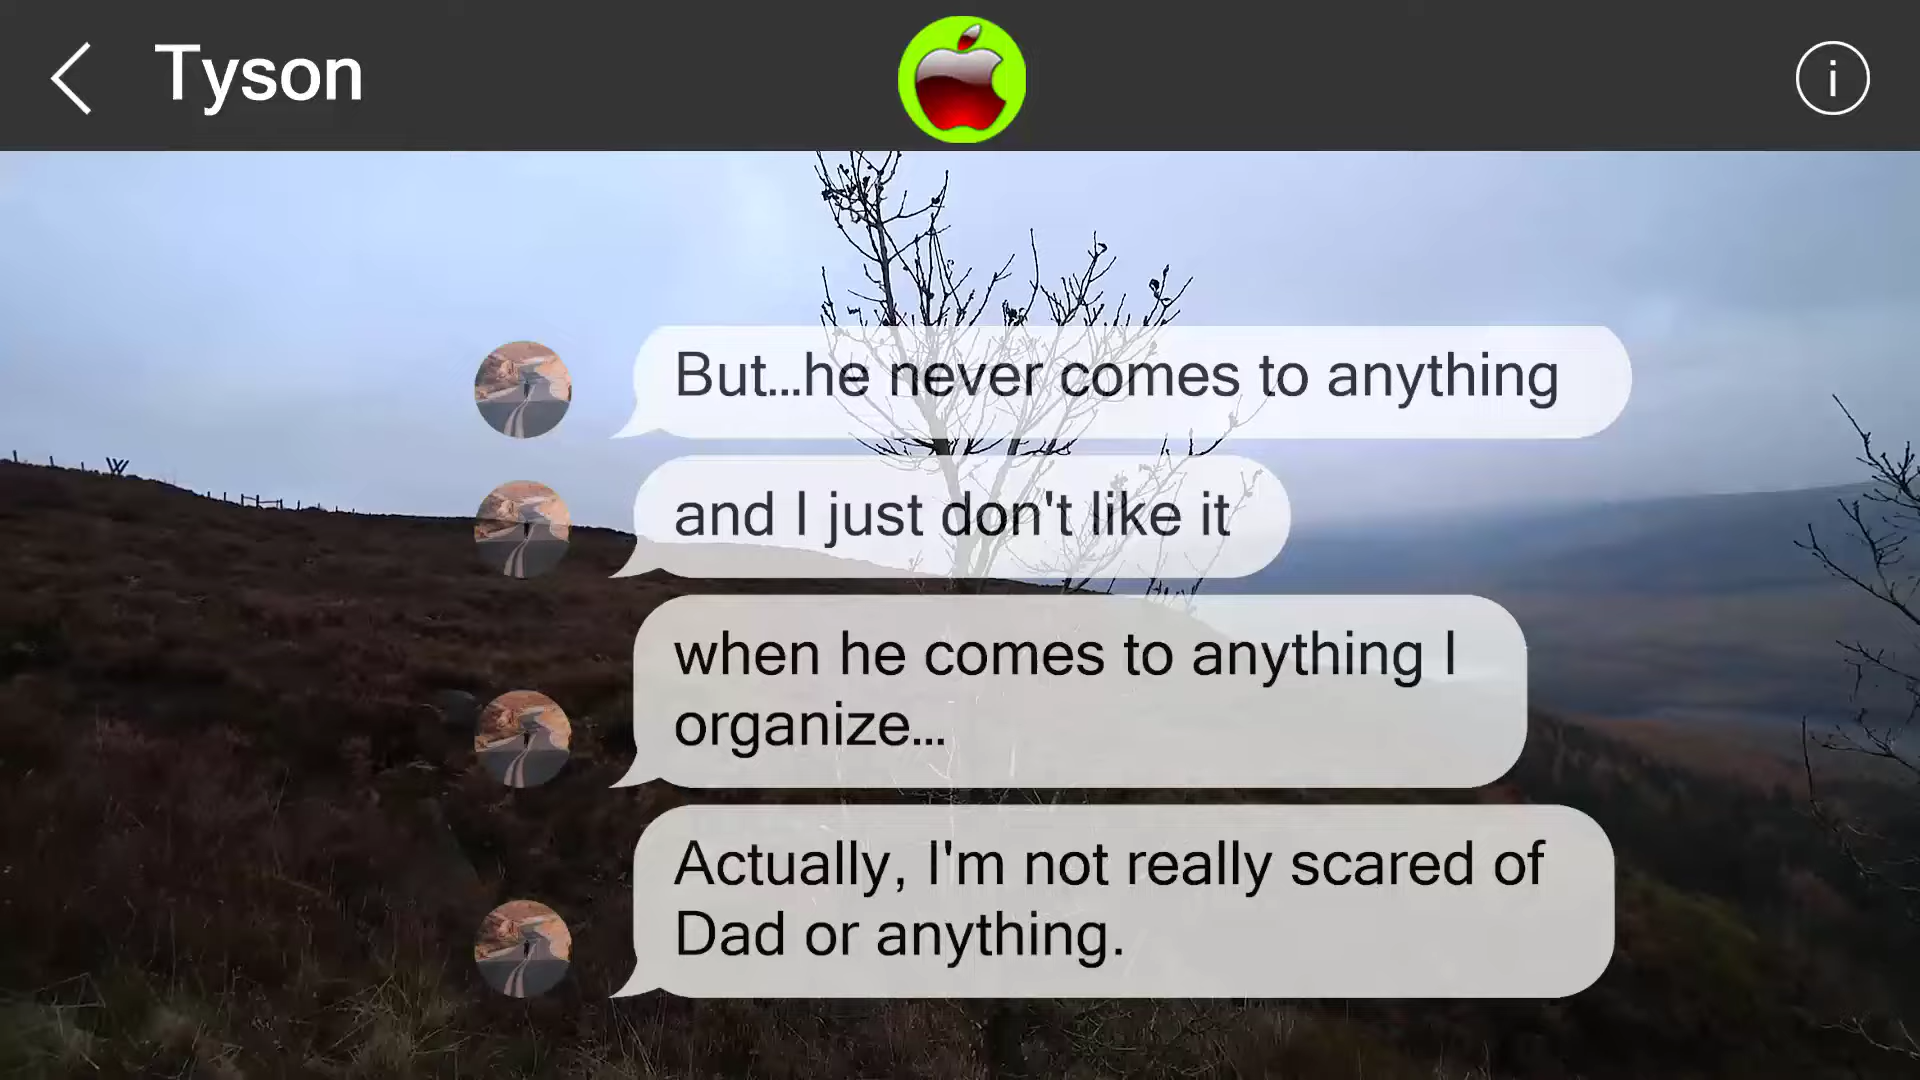 Tyson
But...he never comes to anything
and I just don't like it
when he comes to anything I
organize...
Actually, I'm not really scared of
Dad or anything.